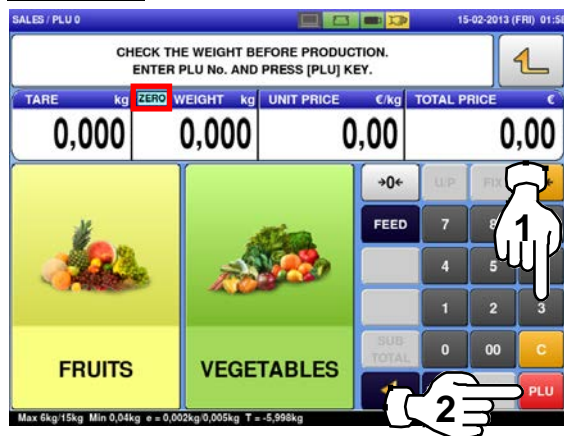 SALES / PLU 0 15-02-2013 (FRI) 01:58
CHECK THE WEIGHT BEFORE PRODUCTION.
ENTER PLU No. AND PRESS [PLU] KEY.
TARE kg ZERO WEIGHT kg UNIT PRICE €/kg TOTAL PRICE €
0,000 0,000 0,00 0,00
→0← U/P FIX
FEED 7 8
1
4 5
1 2 3
SUB
TOTAL 0 00 C
FRUITS VEGETABLES
2 PLU
Max 6kg/15kg Min 0,04kg e = 0,002kg/0,005kg T = -5,998kg